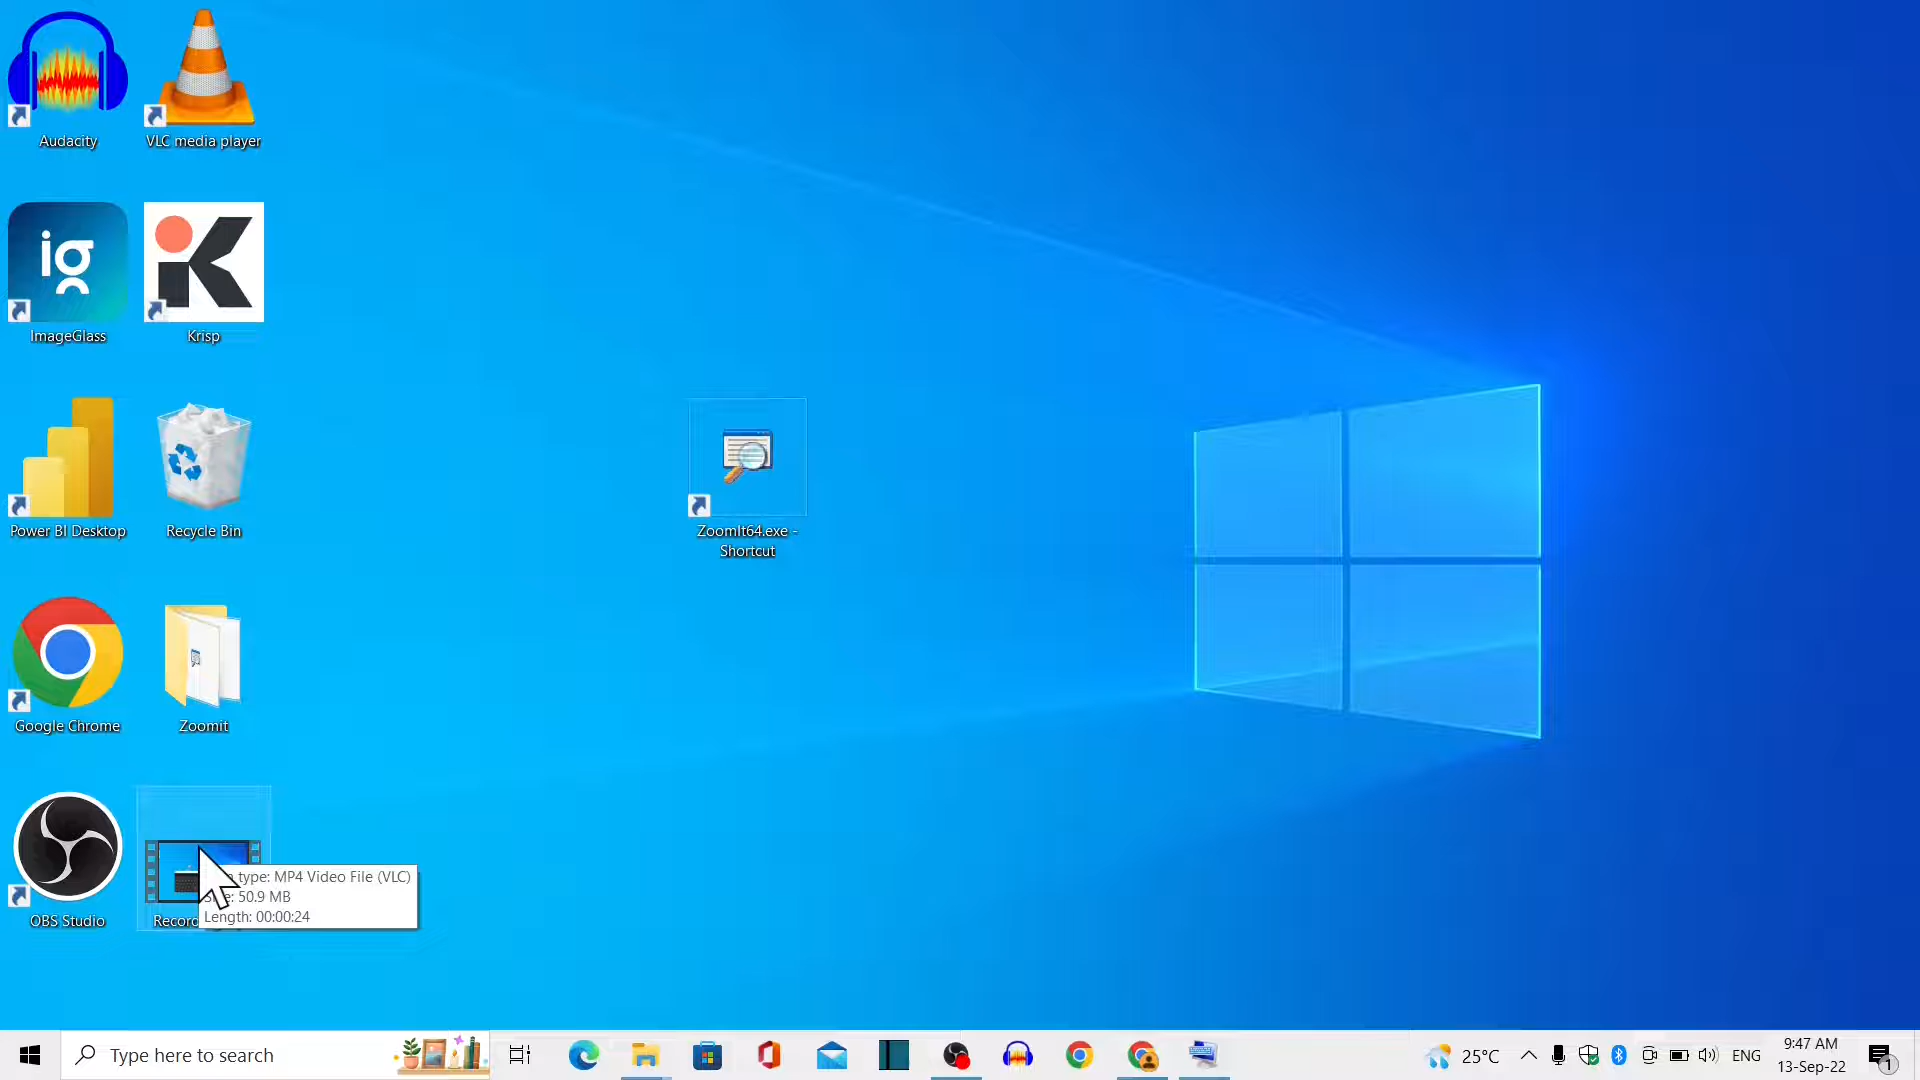 Audacity
VLC media player
ig
ImageGlass
Krisp
Power BI Desktop
Recycle Bin
ZoomIt64.exe -
Shortcut
Google Chrome
Zoomit
OBS Studio
type: MP4 Video File (VLC)
50.9 MB
Length: 00:00:24
Type here to search
25°C
ENG
9:47 AM
13-Sep-22
1